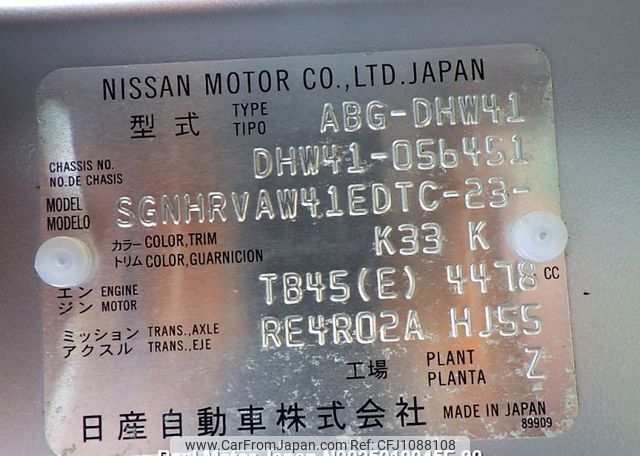 NISSAN MOTOR CO.,LTD.JAPAN
型式 TYPE TIPO ABG-DHW41
CHASSIS NO. NO.DE CHASIS DHW41-056451
MODEL MODELO SGNHRVAW41EDTC-23-
カラー COLOR,TRIM トリム COLOR,GUARNICION K33 K
エンジン ENGINE MOTOR TB45(E) 4478 CC
ミッション アクスル TRANS.,AXLE TRANS.,EJE RE4R02A HJ55
工場 PLANT PLANTA Z
日産自動車株式会社 MADE IN JAPAN
89909
© CarFromJapan.com, CFJ1088108